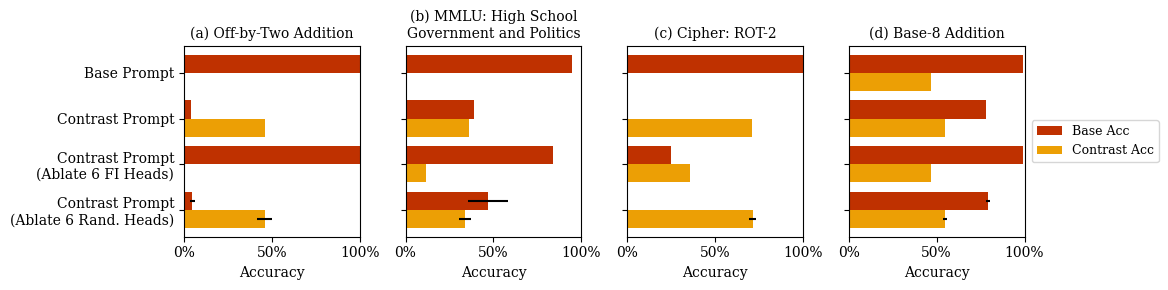 (a) Off-by-Two Addition
(b) MMLU: High School
Government and Politics
(c) Cipher: ROT-2
(d) Base-8 Addition
Base Prompt
Contrast Prompt
Contrast Prompt
(Ablate 6 FI Heads)
Contrast Prompt
(Ablate 6 Rand. Heads)
0% 50% 100%
Accuracy
0% 50% 100%
Accuracy
0% 50% 100%
Accuracy
0% 50% 100%
Accuracy
Base Acc
Contrast Acc